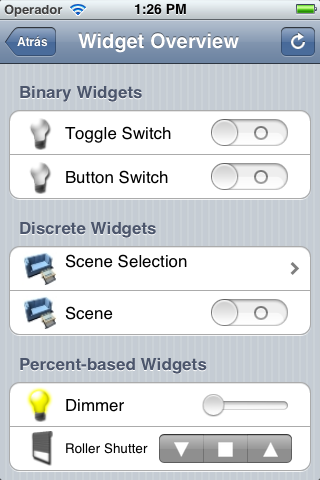 Operador 1:26 PM
Atrás Widget Overview
Binary Widgets
Toggle Switch
Button Switch
Discrete Widgets
Scene Selection
Scene
Percent-based Widgets
Dimmer
Roller Shutter